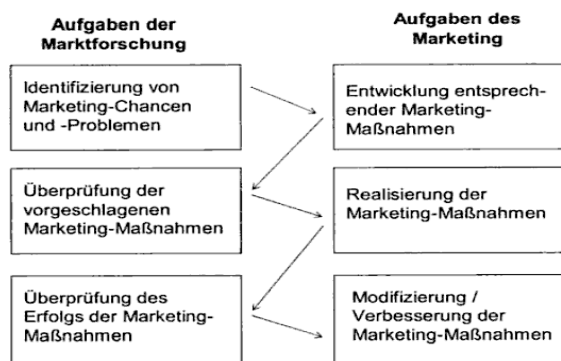 Aufgaben der
Marktforschung
Aufgaben des
Marketing
Identifizierung von
Marketing-Chancen
und -Problemen
Entwicklung entsprech-
ender Marketing-
Maßnahmen
Überprüfung der
vorgeschlagenen
Marketing-Maßnahmen
Realisierung der
Marketing-Maßnahmen
Überprüfung des
Erfolgs der Marketing-
Maßnahmen
Modifizierung /
Verbesserung der
Marketing-Maßnahmen